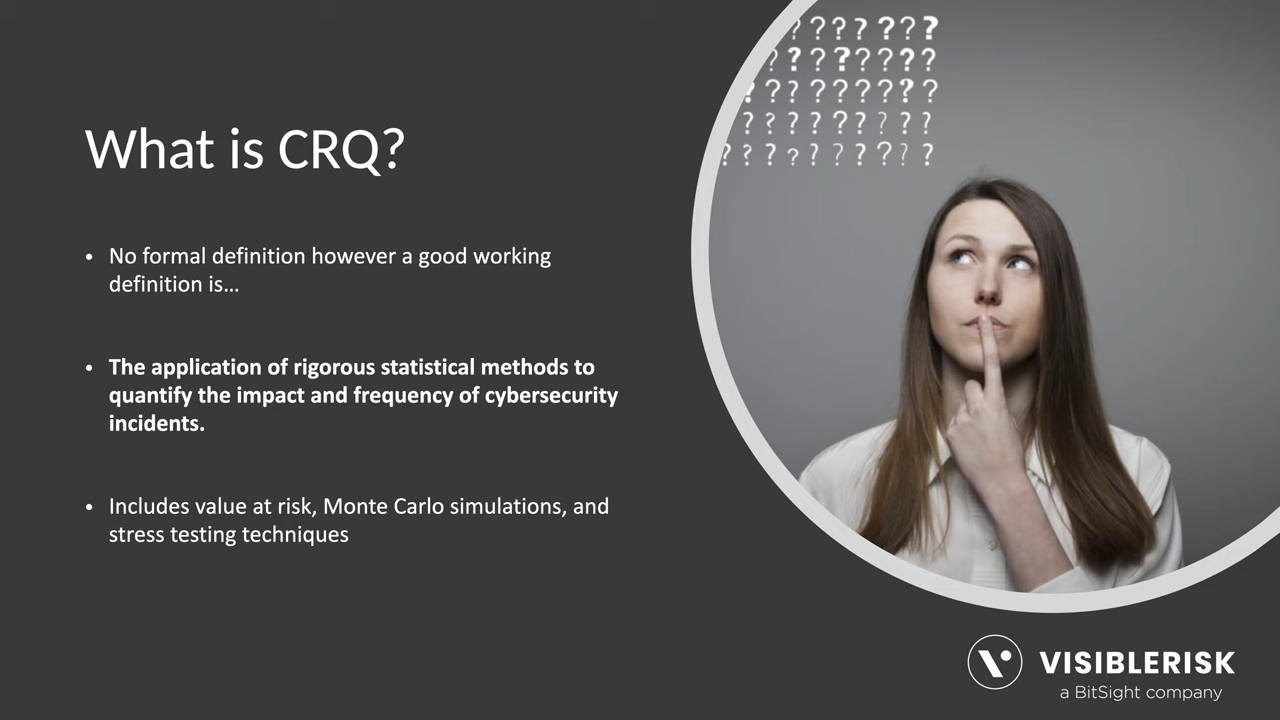 ? ? ? ? ? ? ?
? ? ? ? ? ? ? ?
? ? ? ? ? ? ? ? ?
? ? ? ? ? ? ? ? ?
? ? ? ? ? ? ? ? ? ?
What is CRQ?
• No formal definition however a good working
definition is...
• The application of rigorous statistical methods to
quantify the impact and frequency of cybersecurity
incidents.
• Includes value at risk, Monte Carlo simulations, and
stress testing techniques
VISIBLERISK
a BitSight company